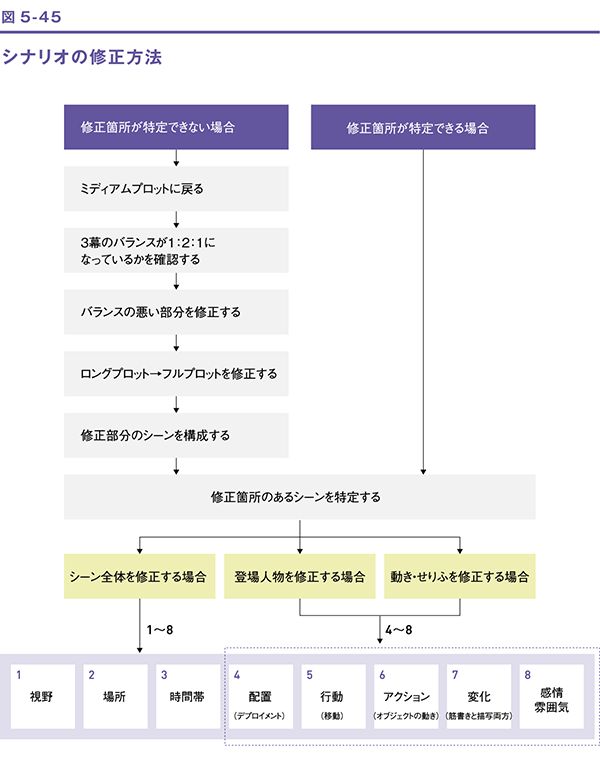 図 5-45
シナリオの修正方法
修正箇所が特定できない場合
修正箇所が特定できる場合
ミディアムプロットに戻る
3幕のバランスが1:2:1に
なっているかを確認する
バランスの悪い部分を修正する
ロングプロット→フルプロットを修正する
修正部分のシーンを構成する
修正箇所のあるシーンを特定する
シーン全体を修正する場合
登場人物を修正する場合
動き・せりふを修正する場合
1〜8
4〜8
1
視野
2
場所
3
時間帯
4
配置
(デプロイメント)
5
行動
(移動)
6
アクション
(オブジェクトの動き)
7
変化
(筋書きと描写両方)
8
感情
雰囲気